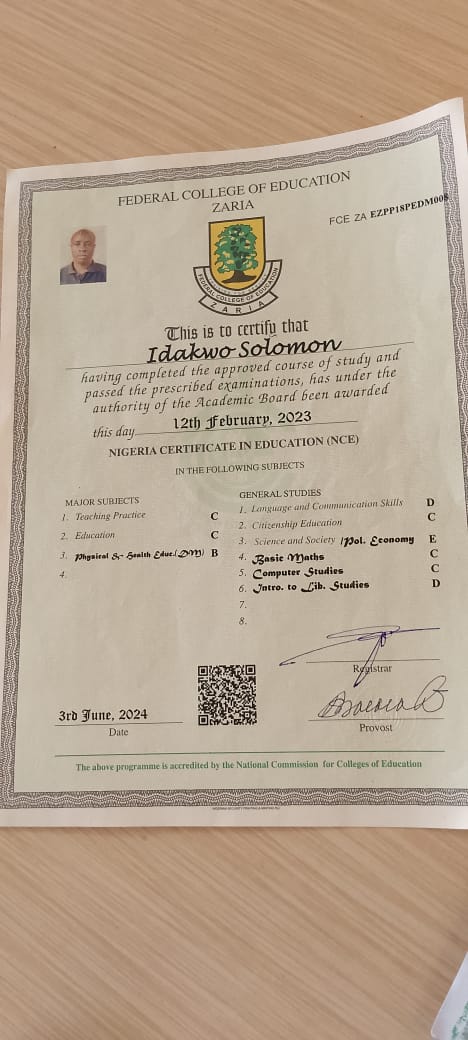 FEDERAL COLLEGE OF EDUCATION
ZARIA
FCE ZA EZPP18PEDM008
FEDERAL COLLEGE OF EDUCATION
ZARIA
This is to certify that
Idakwo Solomon
having completed the approved course of study and
passed the prescribed examinations, has under the
authority of the Academic Board been awarded
this day 12th February, 2023
NIGERIA CERTIFICATE IN EDUCATION (NCE)
IN THE FOLLOWING SUBJECTS
MAJOR SUBJECTS
1. Teaching Practice C
2. Education C
3. Physical & Health Educ.(DM) B
4.
GENERAL STUDIES
1. Language and Communication Skills D
2. Citizenship Education C
3. Science and Society /Pol. Economy E
4. Basic Maths C
5. Computer Studies C
6. Intro. to Lib. Studies D
7.
8.
Registrar
3rd June, 2024
Date
Provost
The above programme is accredited by the National Commission for Colleges of Education